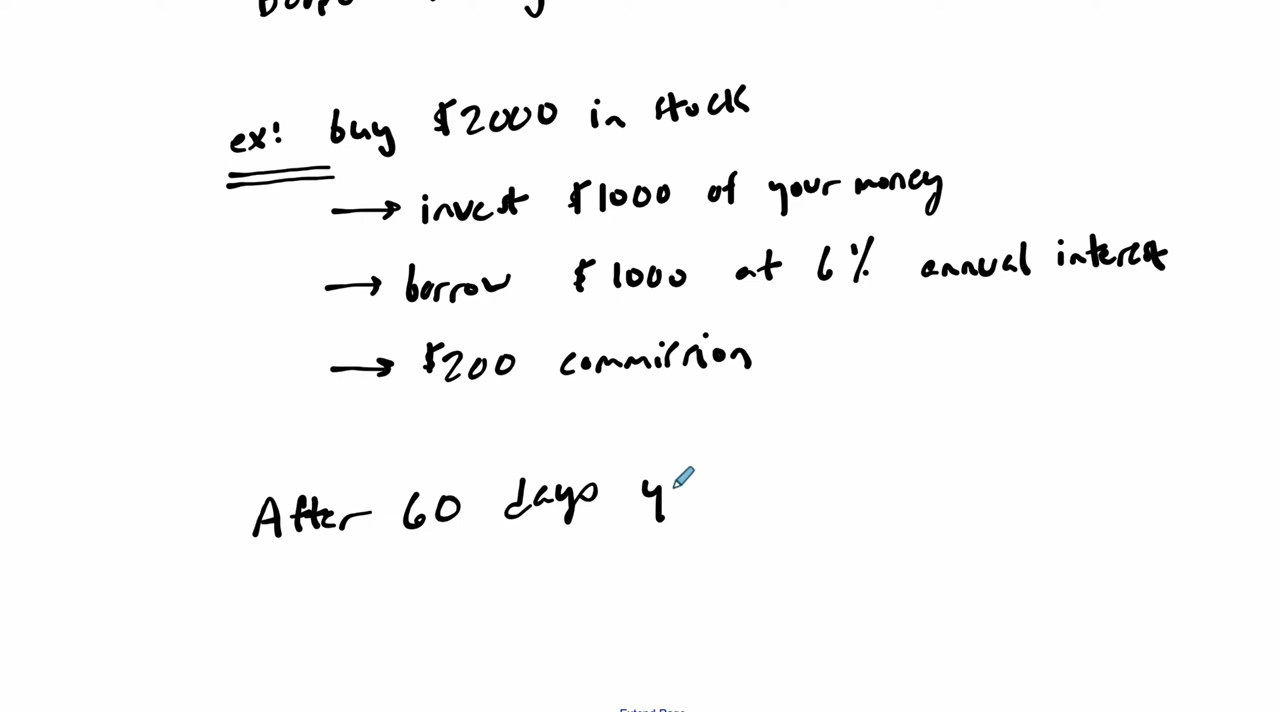 ex: buy $2000 in stock
→ invest $1000 of your money
→ borrow $1000 at 6% annual interest
→ $200 commission
After 60 days y